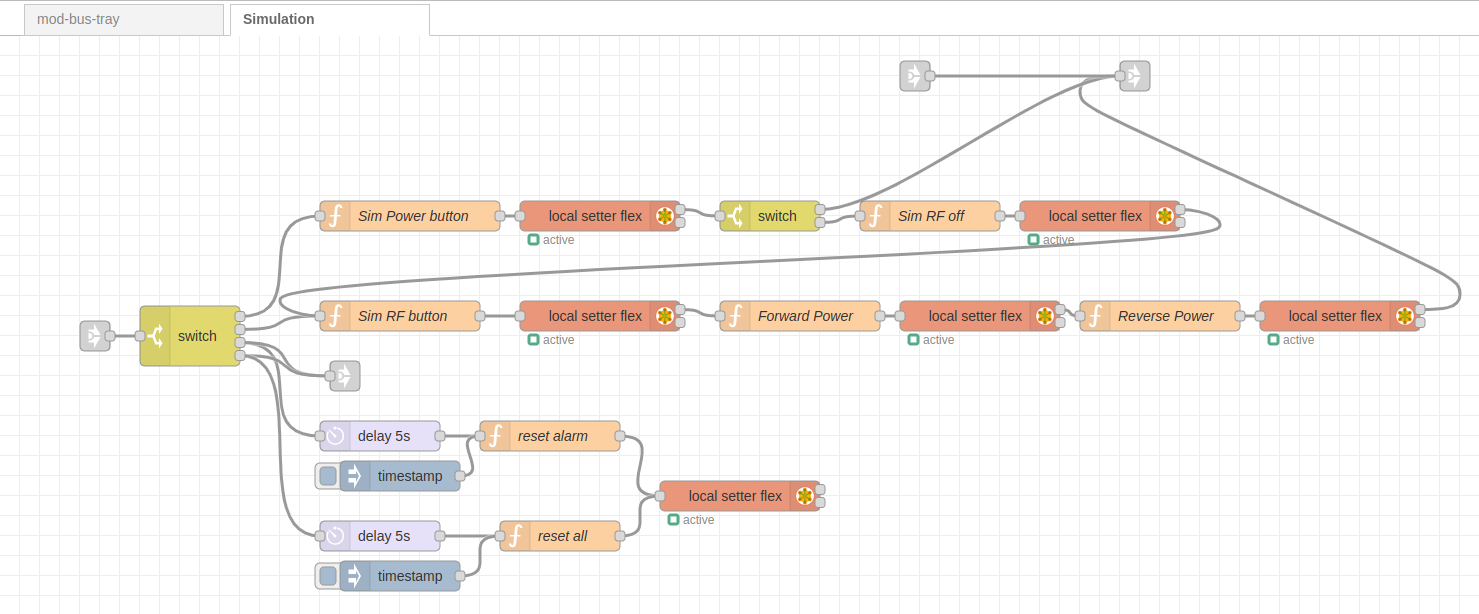 mod-bus-tray
Simulation
Sim Power button
local setter flex
active
switch
Sim RF off
local setter flex
active
switch
Sim RF button
local setter flex
active
Forward Power
local setter flex
active
Reverse Power
local setter flex
active
delay 5s
reset alarm
timestamp
local setter flex
active
delay 5s
reset all
timestamp